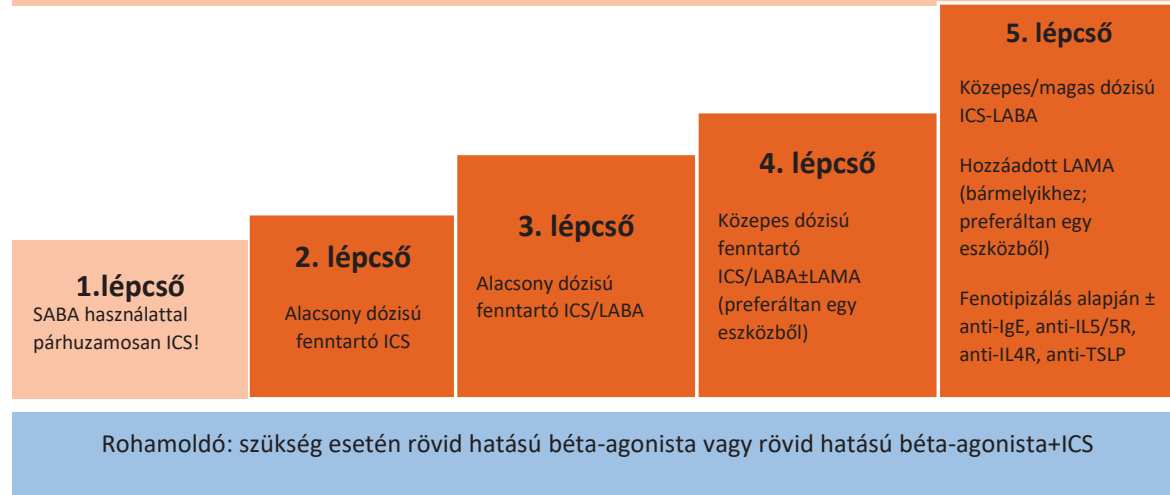 1.lépcső
SABA használattal
párhuzamosan ICS!
2. lépcső
Alacsony dózisú
fenntartó ICS
3. lépcső
Alacsony dózisú
fenntartó ICS/LABA
4. lépcső
Közepes dózisú
fenntartó
ICS/LABA±LAMA
(preferáltan egy
eszközből)
5. lépcső
Közepes/magas dózisú
ICS-LABA
Hozzáadott LAMA
(bármelyikhez;
preferáltan egy
eszközből)
Fenotipizálás alapján ±
anti-IgE, anti-IL5/5R,
anti-IL4R, anti-TSLP
Rohamoldó: szükség esetén rövid hatású béta-agonista vagy rövid hatású béta-agonista+ICS